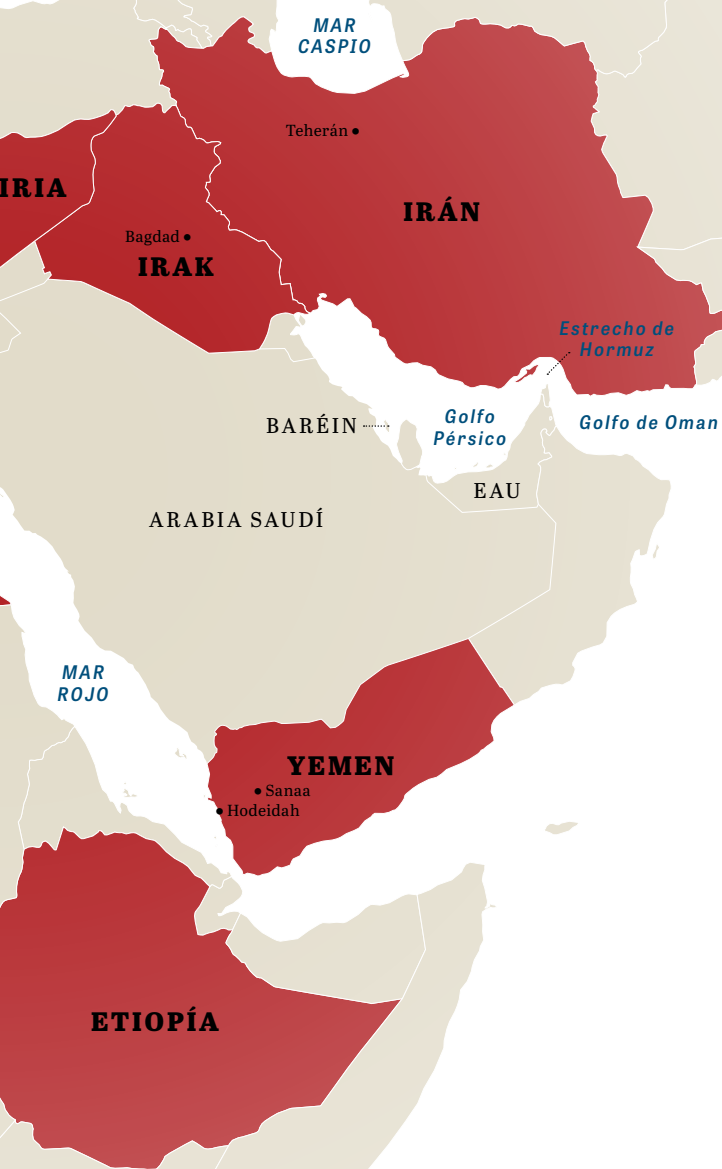 MAR
CASPIO
Teherán
IRIA
IRÁN
Bagdad
IRAK
Estrecho de
Hormuz
Golfo
Pérsico
Golfo de Oman
BARÉIN
EAU
ARABIA SAUDÍ
MAR
ROJO
YEMEN
Sanaa
Hodeidah
ETIOPÍA